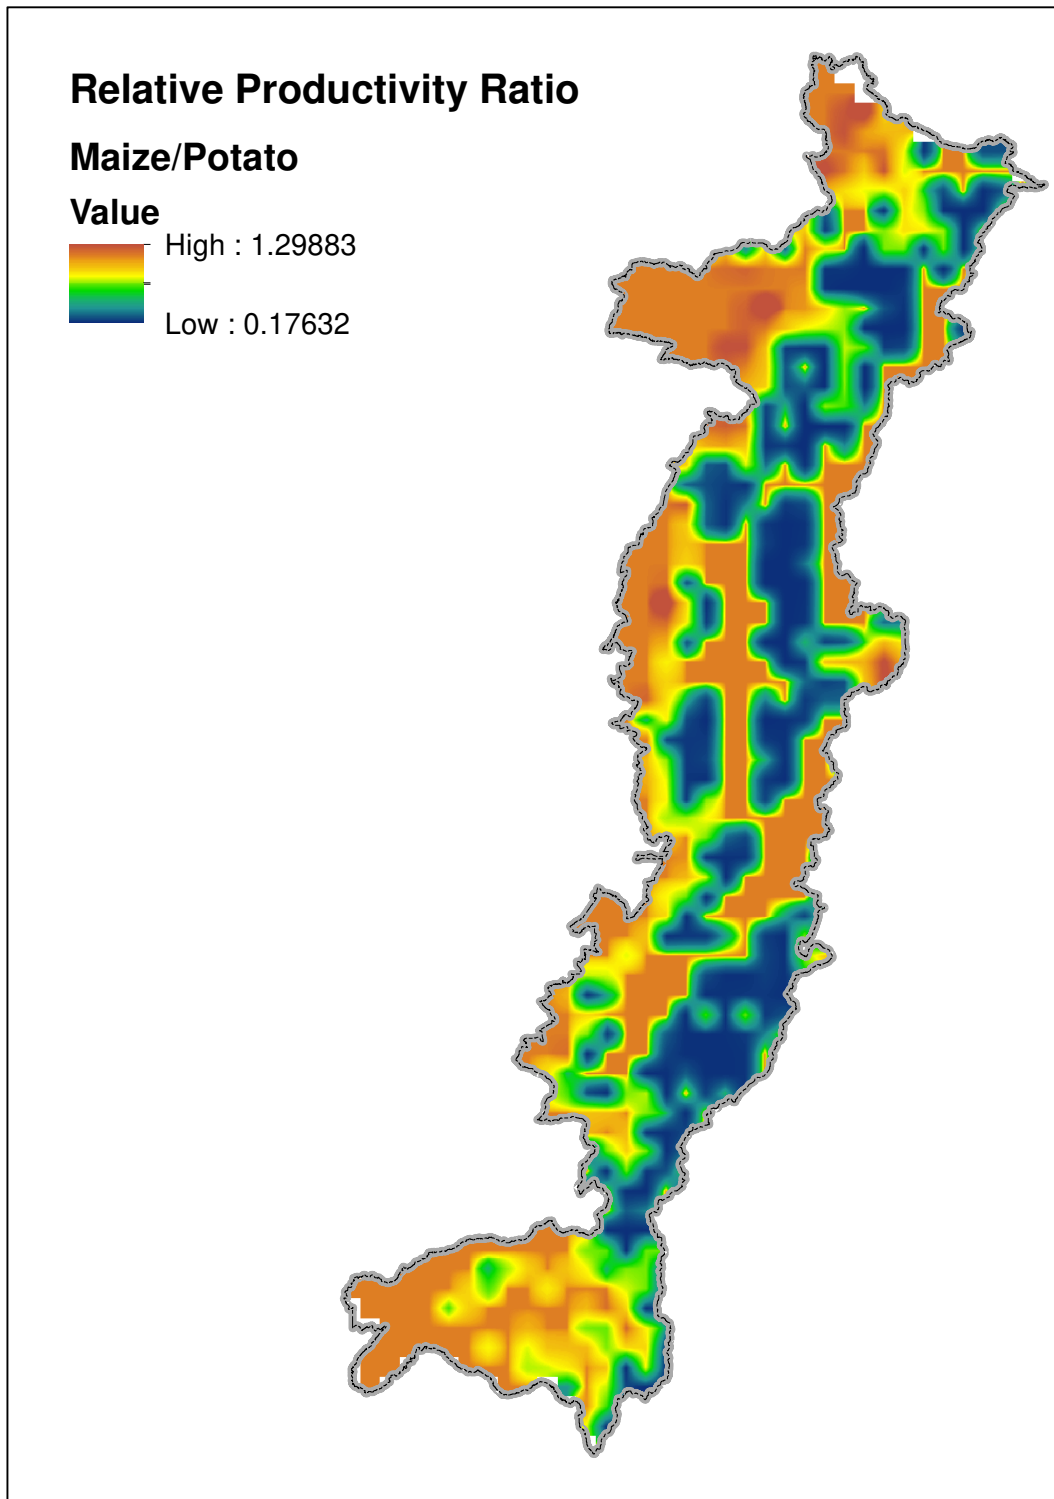 Relative Productivity Ratio
Maize/Potato
Value
High : 1.29883
Low : 0.17632